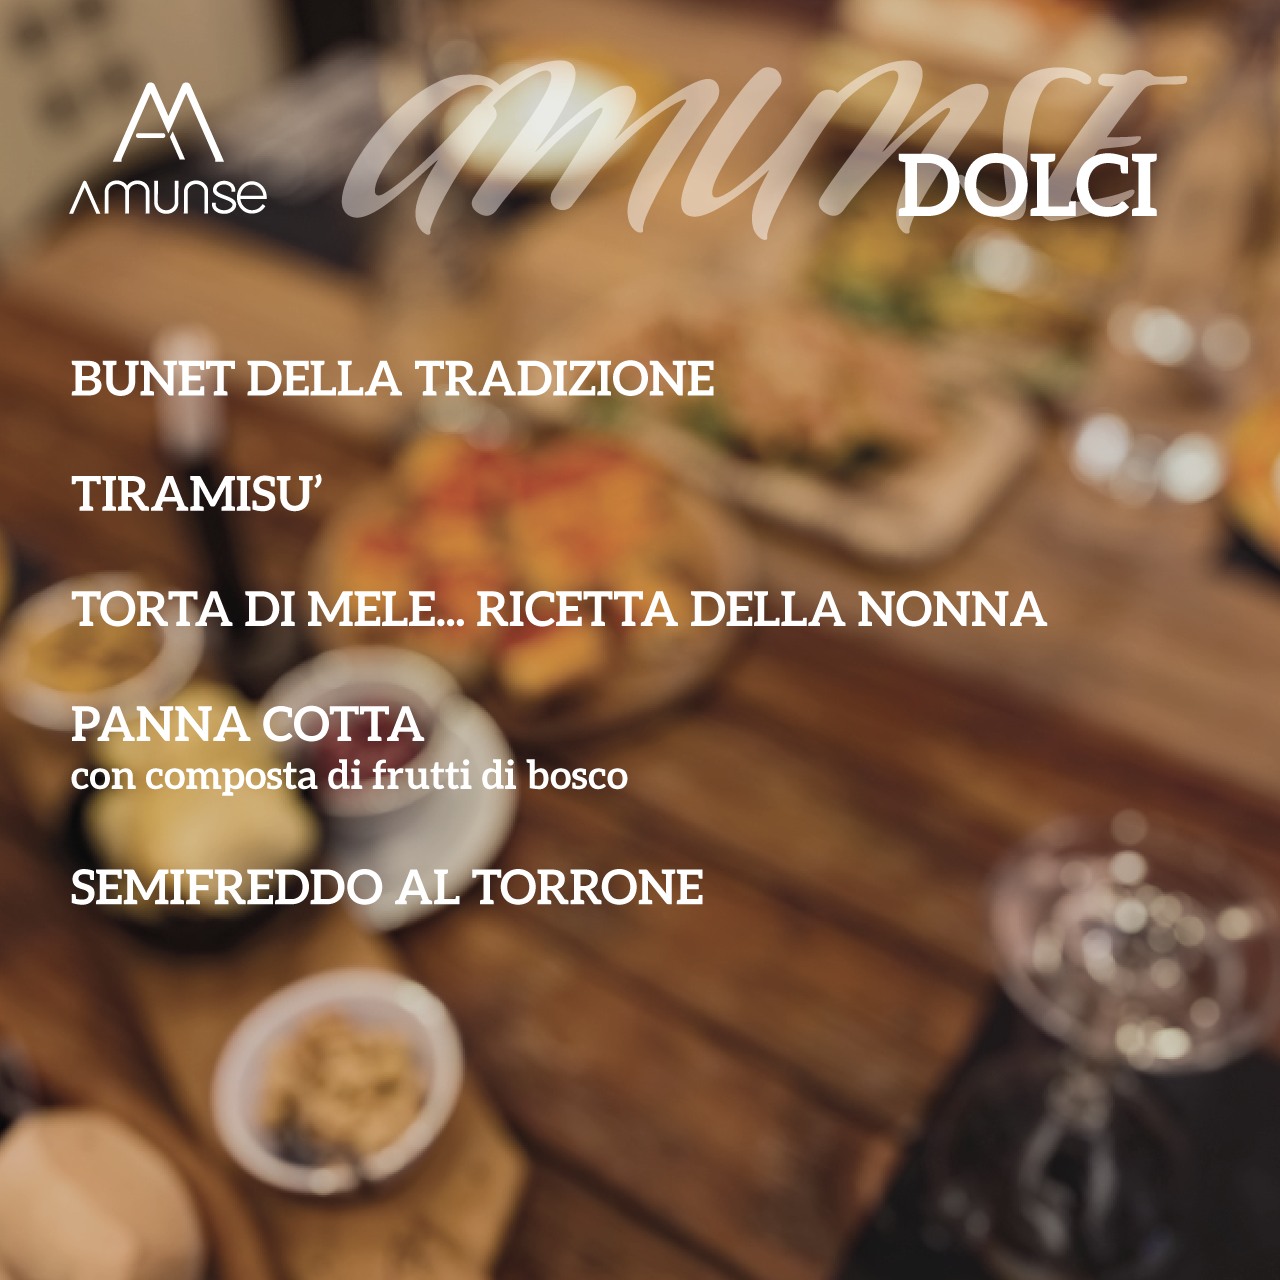 Amunse
amunse
DOLCI
BUNET DELLA TRADIZIONE
TIRAMISU’
TORTA DI MELE... RICETTA DELLA NONNA
PANNA COTTA
con composta di frutti di bosco
SEMIFREDDO AL TORRONE